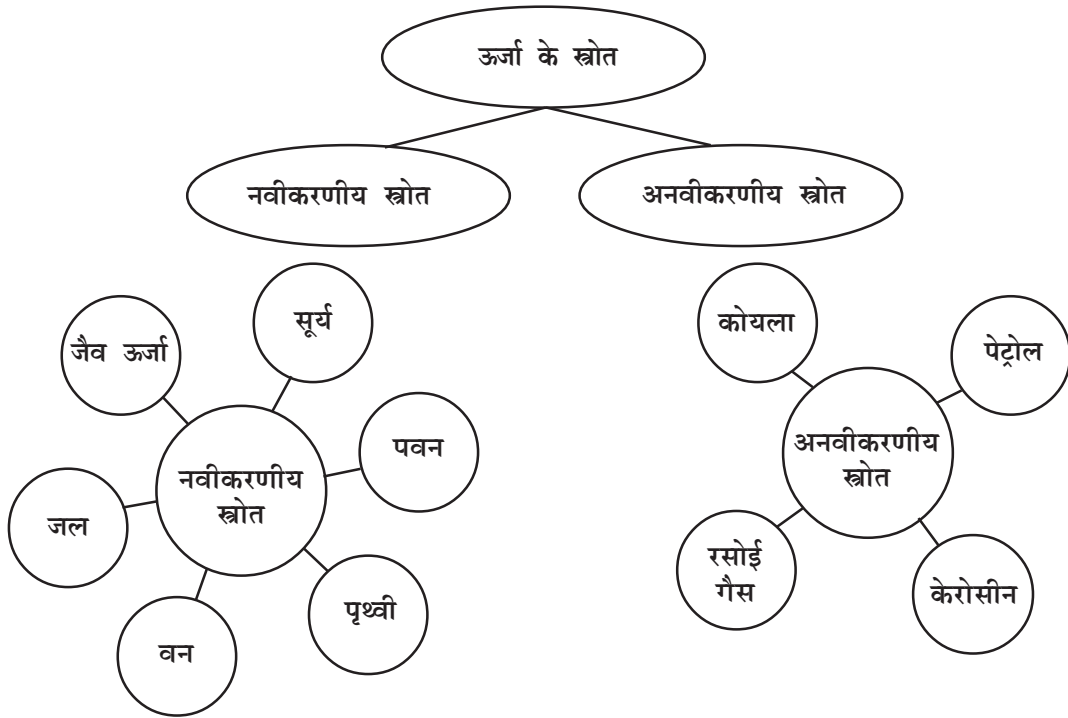 ऊर्जा के स्त्रोत
नवीकरणीय स्त्रोत
अनवीकरणीय स्त्रोत
सूर्य
जैव ऊर्जा
पवन
नवीकरणीय
स्त्रोत
जल
पृथ्वी
वन
कोयला
पेट्रोल
अनवीकरणीय
स्त्रोत
रसोई
गैस
केरोसीन